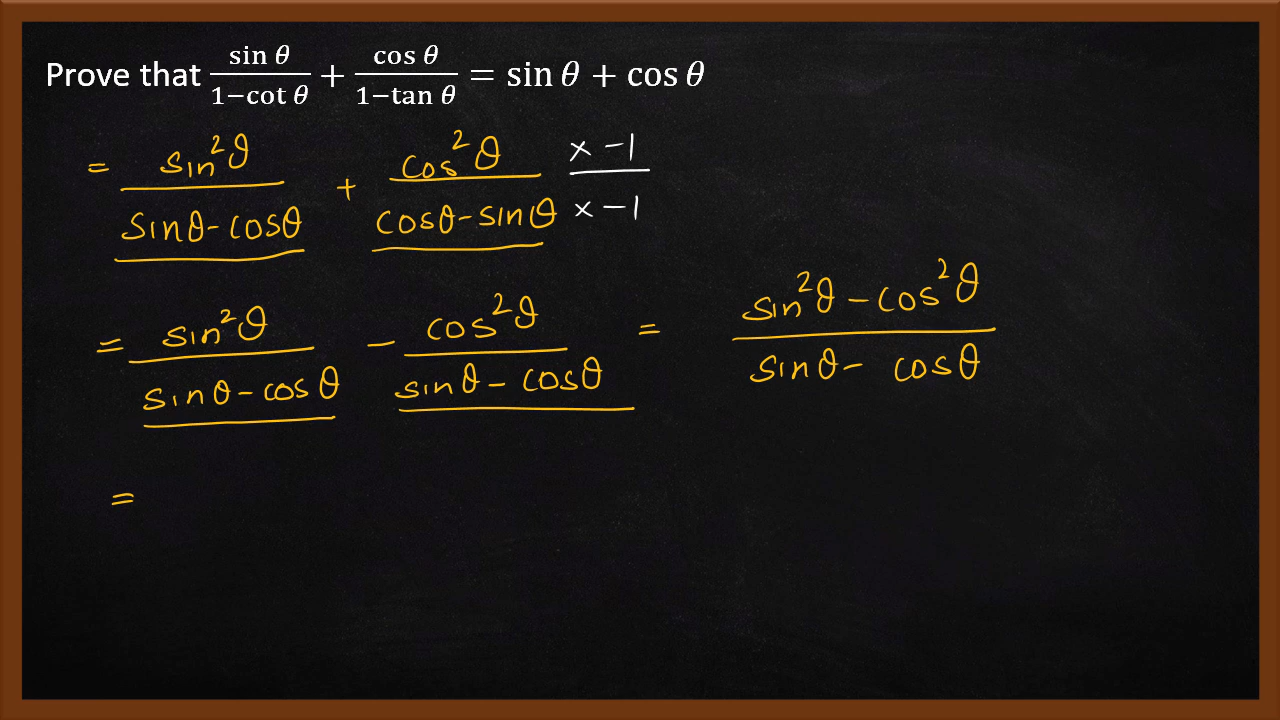 Prove that sin θ/(1−cot θ) + cos θ/(1−tan θ) = sin θ + cos θ
= sin²θ/(sinθ - cosθ) + cos²θ/(cosθ - sinθ) × -1/× -1
= sin²θ/(sinθ - cosθ) - cos²θ/(sinθ - cosθ) = (sin²θ - cos²θ)/(sinθ - cosθ)
=